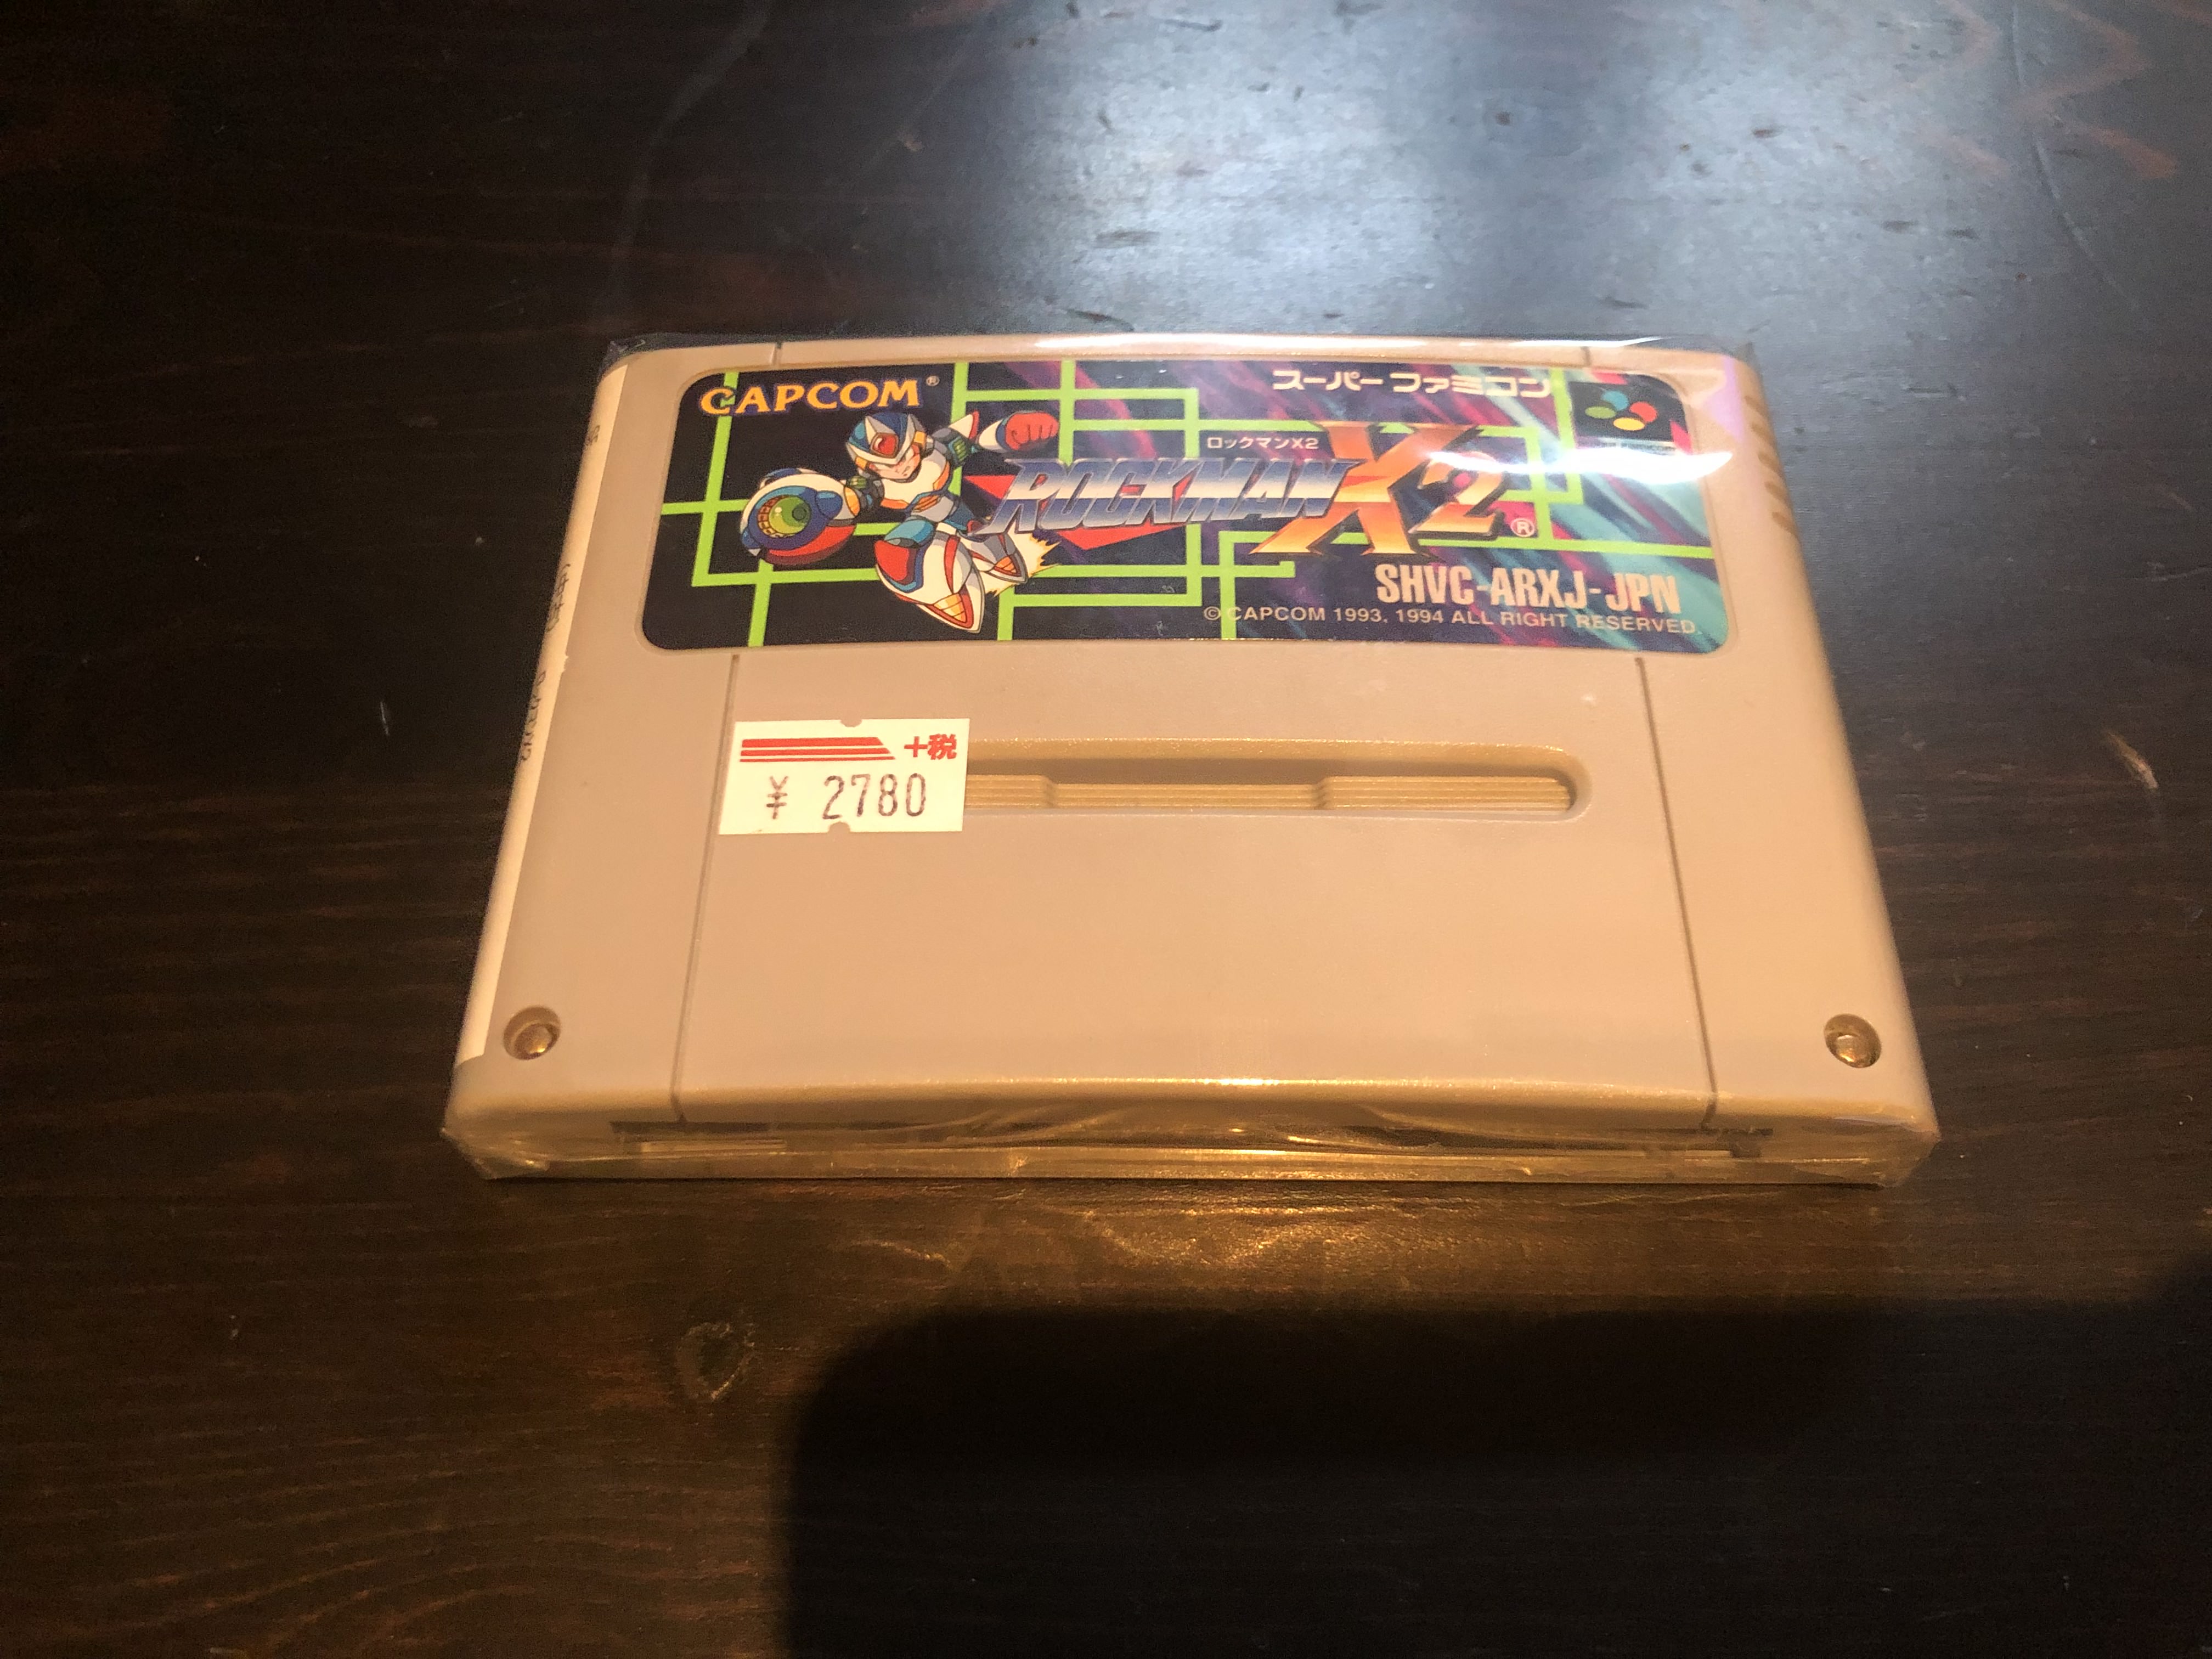 CAPCOM®
スーパーファミコン
ロックマンX2
ROCKMAN X2®
SHVC-ARXJ-JPN
© CAPCOM 1993, 1994 ALL RIGHT RESERVED.
+税
¥ 2780